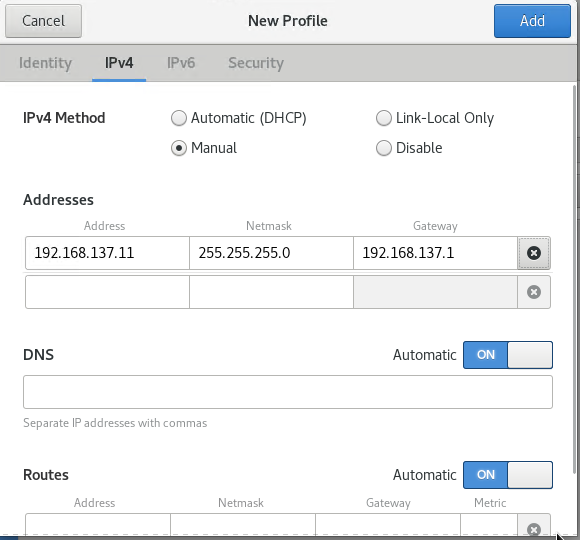 Cancel New Profile Add
Identity IPv4 IPv6 Security
IPv4 Method Automatic (DHCP) Link-Local Only
Manual Disable
Addresses
Address Netmask Gateway
192.168.137.11 255.255.255.0 192.168.137.1
DNS Automatic ON
Separate IP addresses with commas
Routes Automatic ON
Address Netmask Gateway Metric